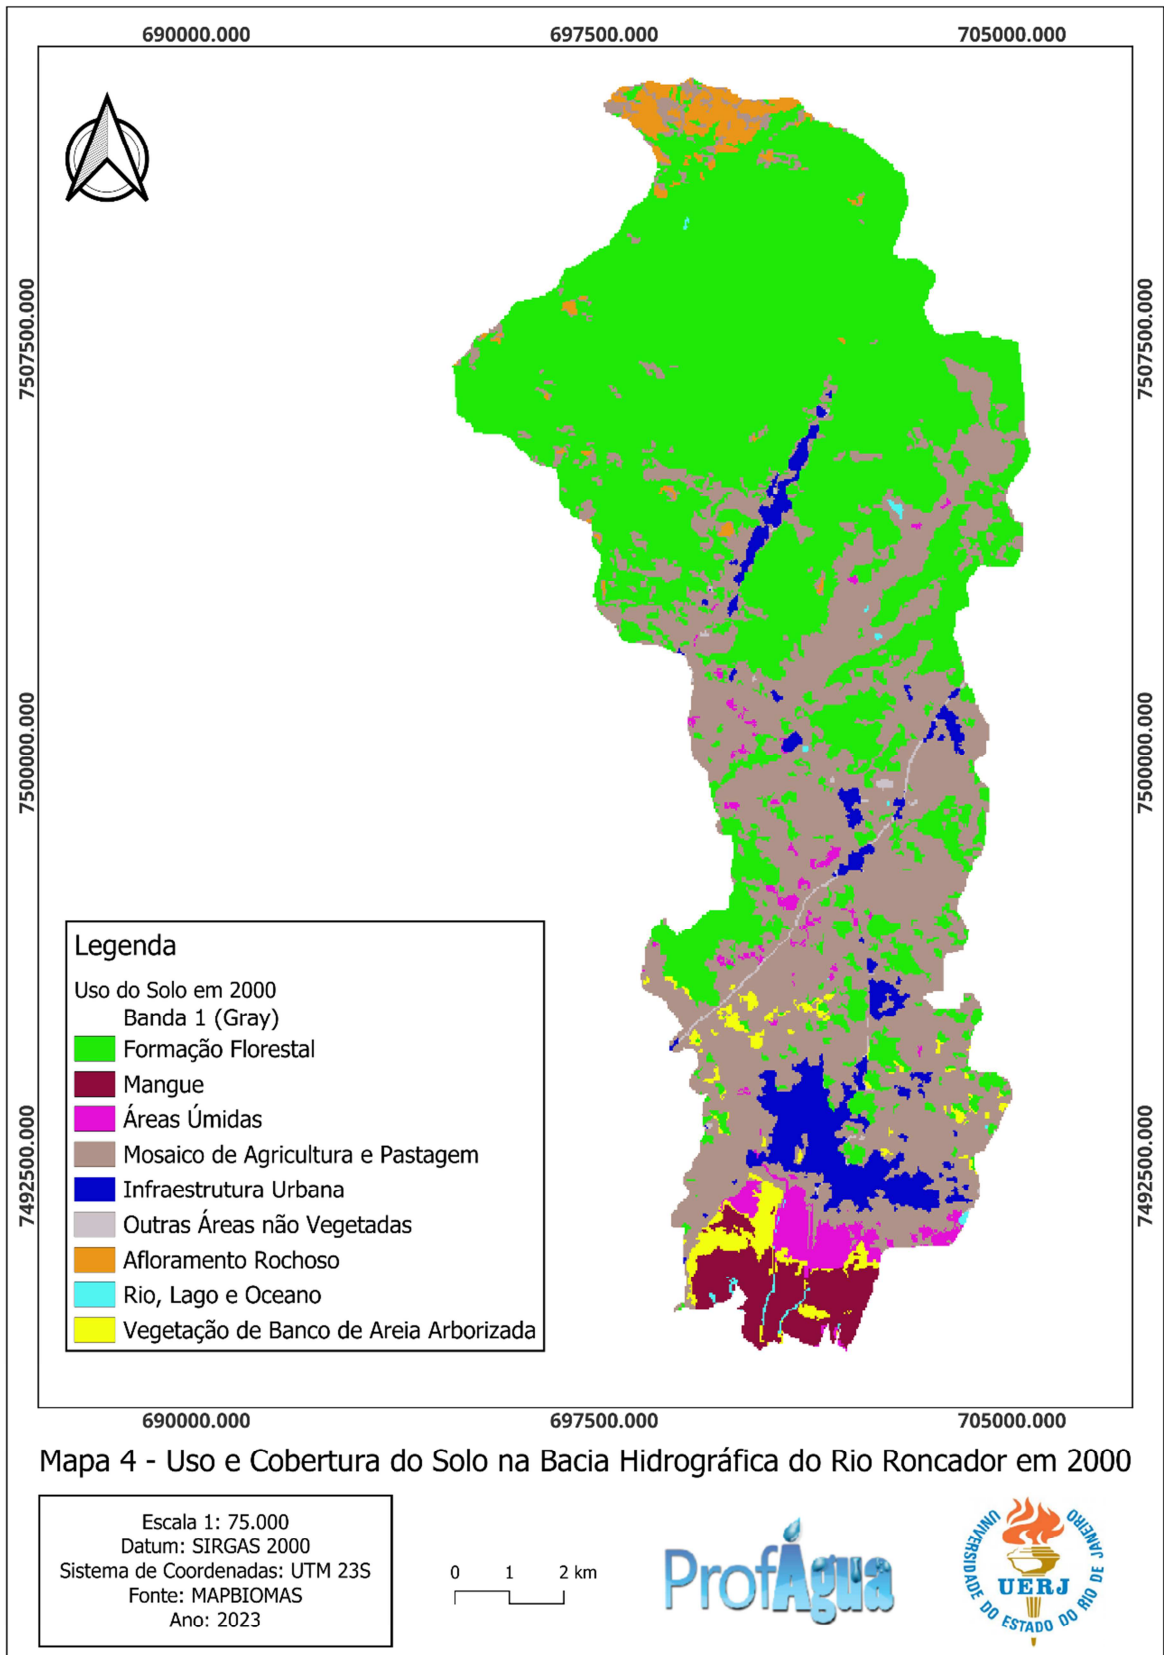 690000.000
697500.000
705000.000
7507500.000
7500000.000
7492500.000
7507500.000
7500000.000
7492500.000
Legenda
Uso do Solo em 2000
Banda 1 (Gray)
Formação Florestal
Mangue
Áreas Úmidas
Mosaico de Agricultura e Pastagem
Infraestrutura Urbana
Outras Áreas não Vegetadas
Afloramento Rochoso
Rio, Lago e Oceano
Vegetação de Banco de Areia Arborizada
690000.000
697500.000
705000.000
Mapa 4 - Uso e Cobertura do Solo na Bacia Hidrográfica do Rio Roncador em 2000
Escala 1: 75.000
Datum: SIRGAS 2000
Sistema de Coordenadas: UTM 23S
Fonte: MAPBIOMAS
Ano: 2023
0 1 2 km
ProfÁgua
UNIVERSIDADE DO ESTADO DO RIO DE JANEIRO
UERJ